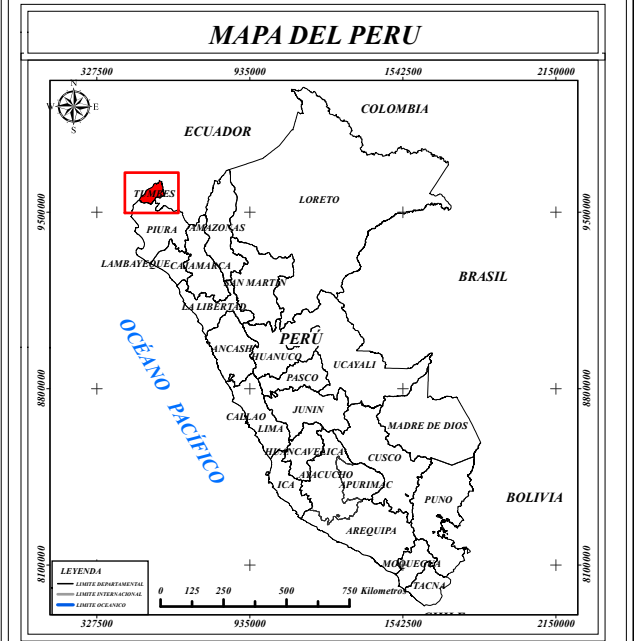 MAPA DEL PERU
327500 935000 1542500 2150000
N
W E
S
COLOMBIA
ECUADOR
TUMBES
LORETO
9500000 9500000
PIURA AMAZONAS
LAMBAYEQUE CAJAMARCA
BRASIL
SAN MARTIN
LA LIBERTAD
OCÉANO PACÍFICO
PERÚ
ANCASH
HUANUCO
UCAYALI
PASCO
8800000 8800000
CALLAO
JUNIN
LIMA
MADRE DE DIOS
HUANCAVELICA
CUSCO
AYACUCHO
ICA
APURIMAC
PUNO
BOLIVIA
AREQUIPA
MOQUEGUA
8100000 8100000
TACNA
LEYENDA
LIMITE DEPARTAMENTAL
LIMITE INTERNACIONAL
LIMITE OCEANICO
0 125 250 500 750 Kilometros
327500 935000 1542500 2150000